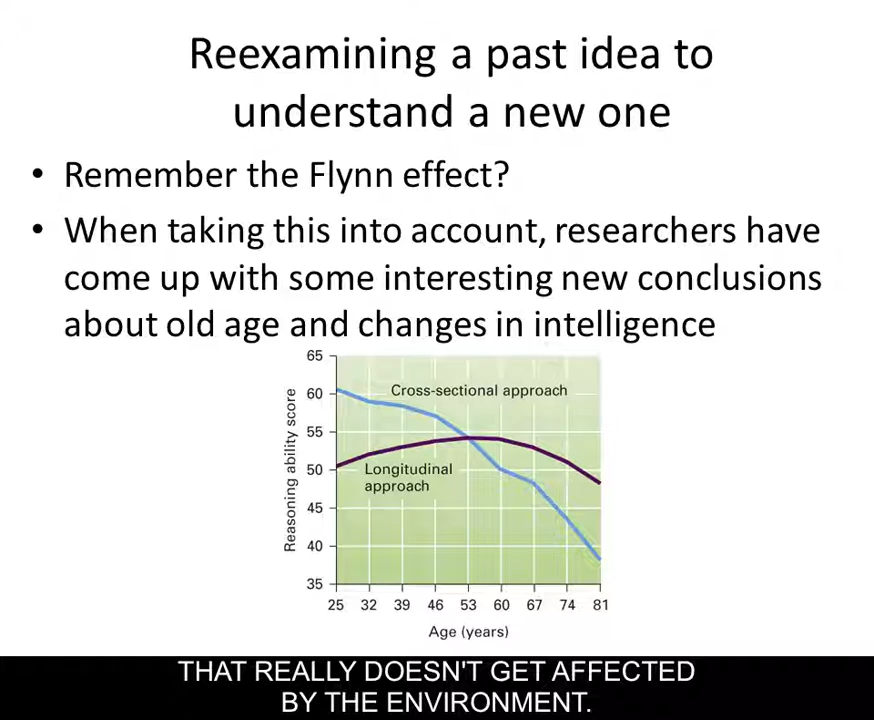 Reexamining a past idea to
understand a new one
• Remember the Flynn effect?
• When taking this into account, researchers have
come up with some interesting new conclusions
about old age and changes in intelligence
65
60
55
50
45
40
35
Reasoning ability score
Cross-sectional approach
Longitudinal
approach
25 32 39 46 53 60 67 74 81
Age (years)
THAT REALLY DOESN'T GET AFFECTED
BY THE ENVIRONMENT.